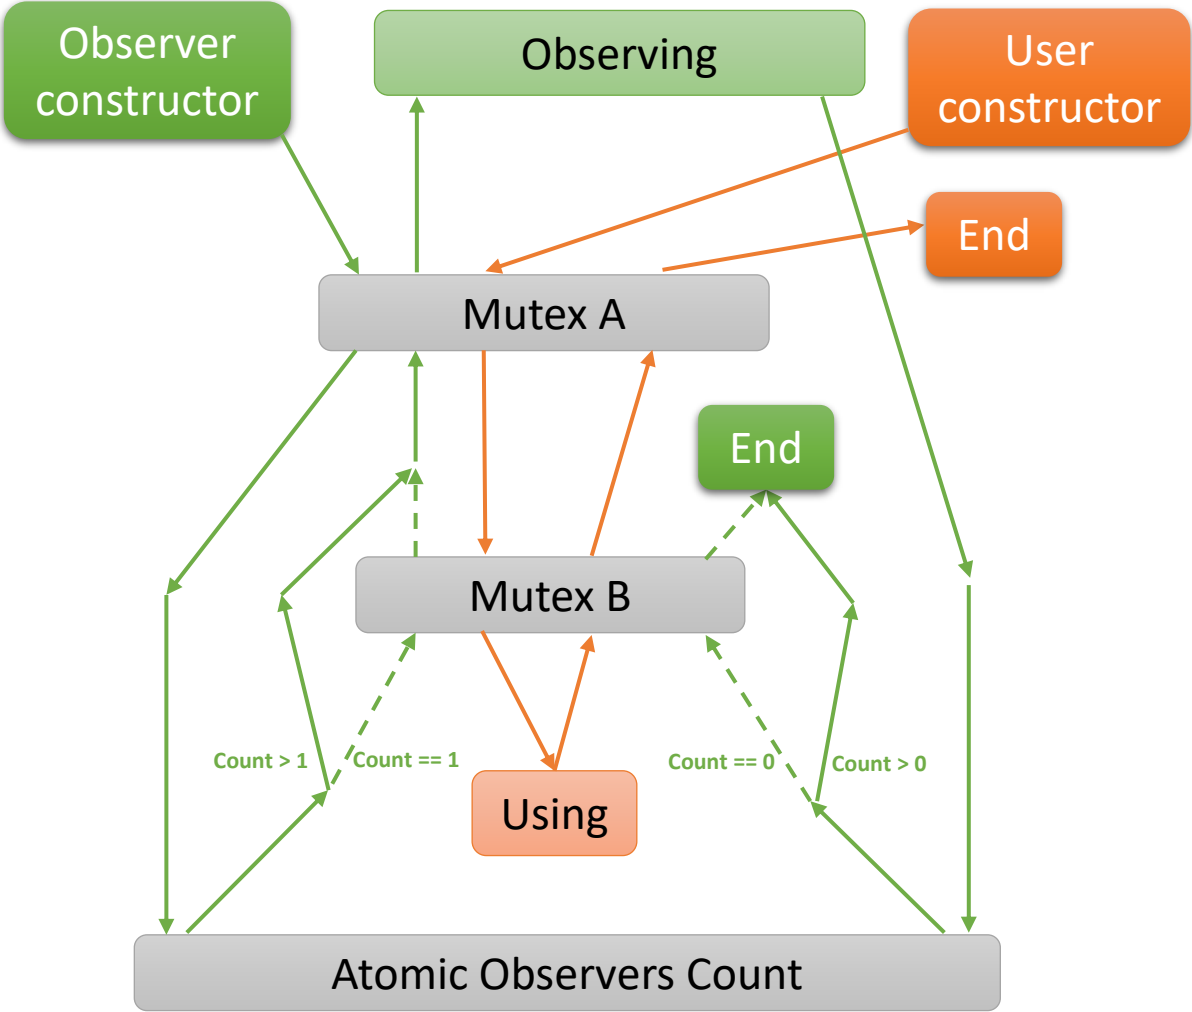 Observer
constructor
Observing
User
constructor
End
Mutex A
End
Mutex B
Count > 1
Count == 1
Count == 0
Count > 0
Using
Atomic Observers Count